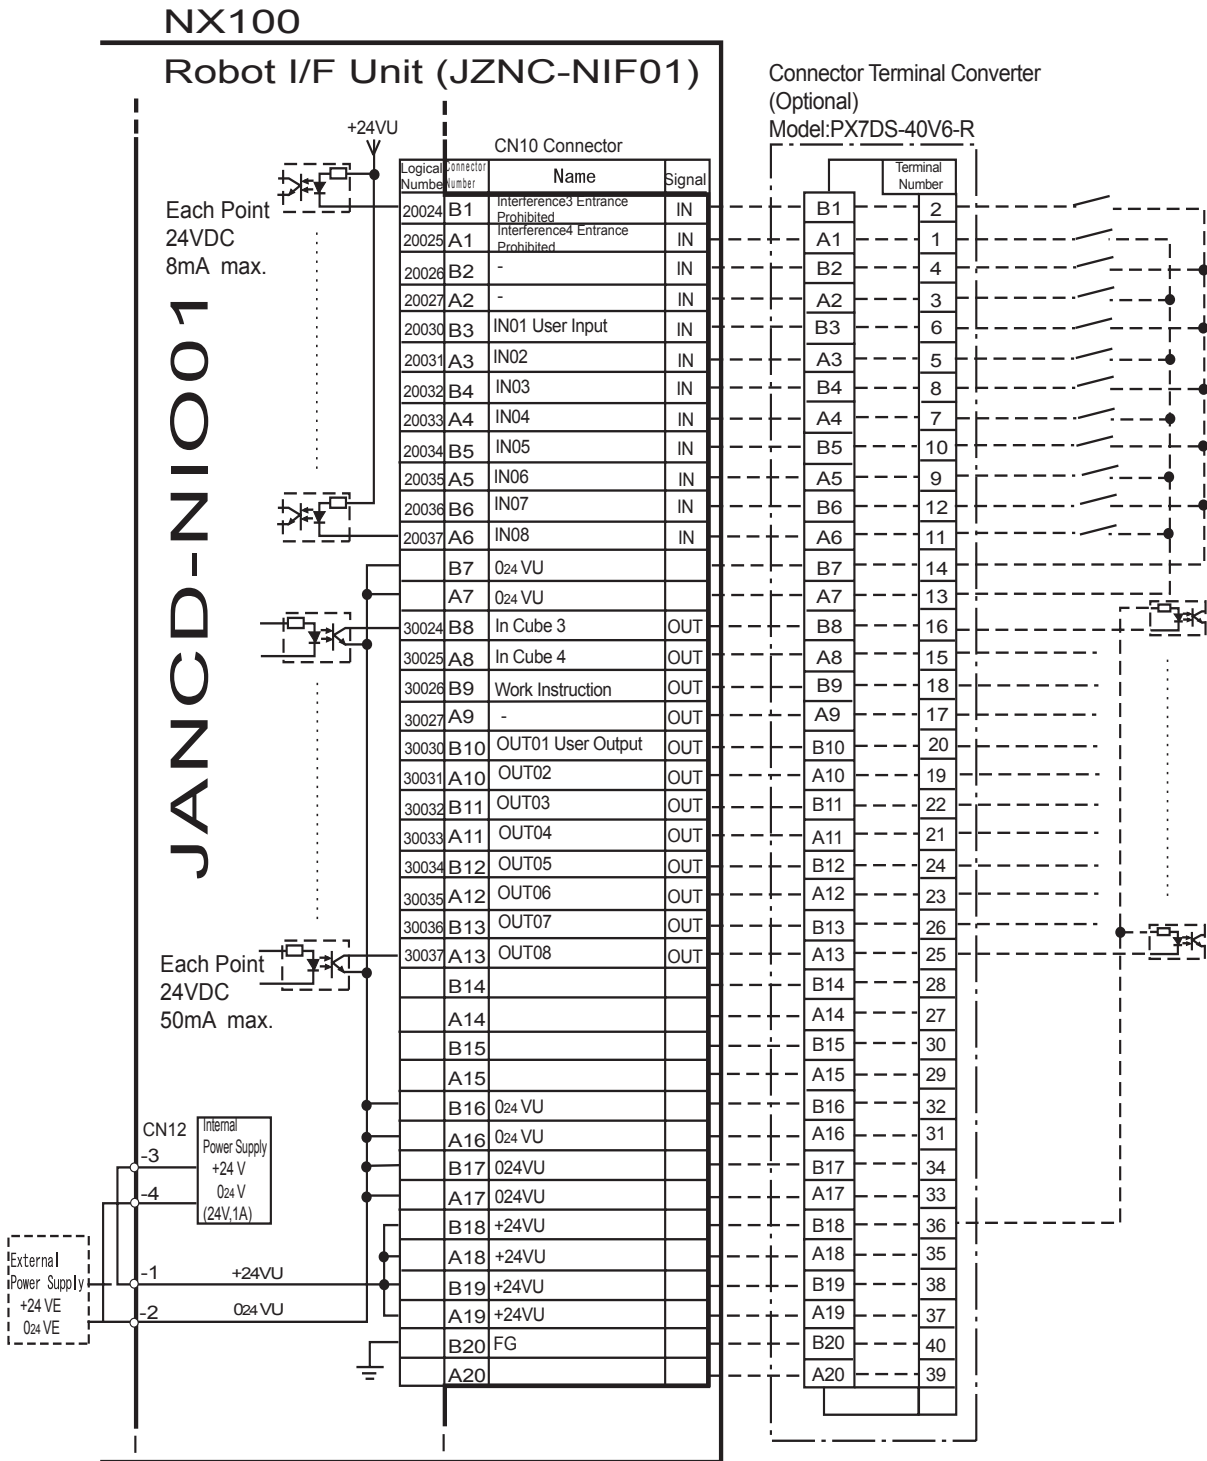 NX100
Robot I/F Unit (JZNC-NIF01)
Connector Terminal Converter
(Optional)
Model:PX7DS-40V6-R
+24VU
CN10 Connector
Logical Numbe Connector Number Name Signal Terminal Number
Each Point
24VDC
8mA max.
JANCD-NIO01
20024 B1 Interference3 Entrance Prohibited IN B1 2
20025 A1 Interference4 Entrance Prohibited IN A1 1
20026 B2 - IN B2 4
20027 A2 - IN A2 3
20030 B3 IN01 User Input IN B3 6
20031 A3 IN02 IN A3 5
20032 B4 IN03 IN B4 8
20033 A4 IN04 IN A4 7
20034 B5 IN05 IN B5 10
20035 A5 IN06 IN A5 9
20036 B6 IN07 IN B6 12
20037 A6 IN08 IN A6 11
B7 024 VU B7 14
A7 024 VU A7 13
30024 B8 In Cube 3 OUT B8 16
30025 A8 In Cube 4 OUT A8 15
30026 B9 Work Instruction OUT B9 18
30027 A9 - OUT A9 17
30030 B10 OUT01 User Output OUT B10 20
30031 A10 OUT02 OUT A10 19
30032 B11 OUT03 OUT B11 22
30033 A11 OUT04 OUT A11 21
30034 B12 OUT05 OUT B12 24
30035 A12 OUT06 OUT A12 23
30036 B13 OUT07 OUT B13 26
30037 A13 OUT08 OUT A13 25
Each Point
24VDC
50mA max.
B14 B14 28
A14 A14 27
B15 B15 30
A15 A15 29
B16 024 VU B16 32
A16 024 VU A16 31
B17 024VU B17 34
A17 024VU A17 33
B18 +24VU B18 36
A18 +24VU A18 35
B19 +24VU B19 38
A19 +24VU A19 37
B20 FG B20 40
A20 A20 39
CN12
-3
-4
Internal
Power Supply
+24 V
024 V
(24V,1A)
External
Power Supply
+24 VE
024 VE
-1 +24VU
-2 024 VU